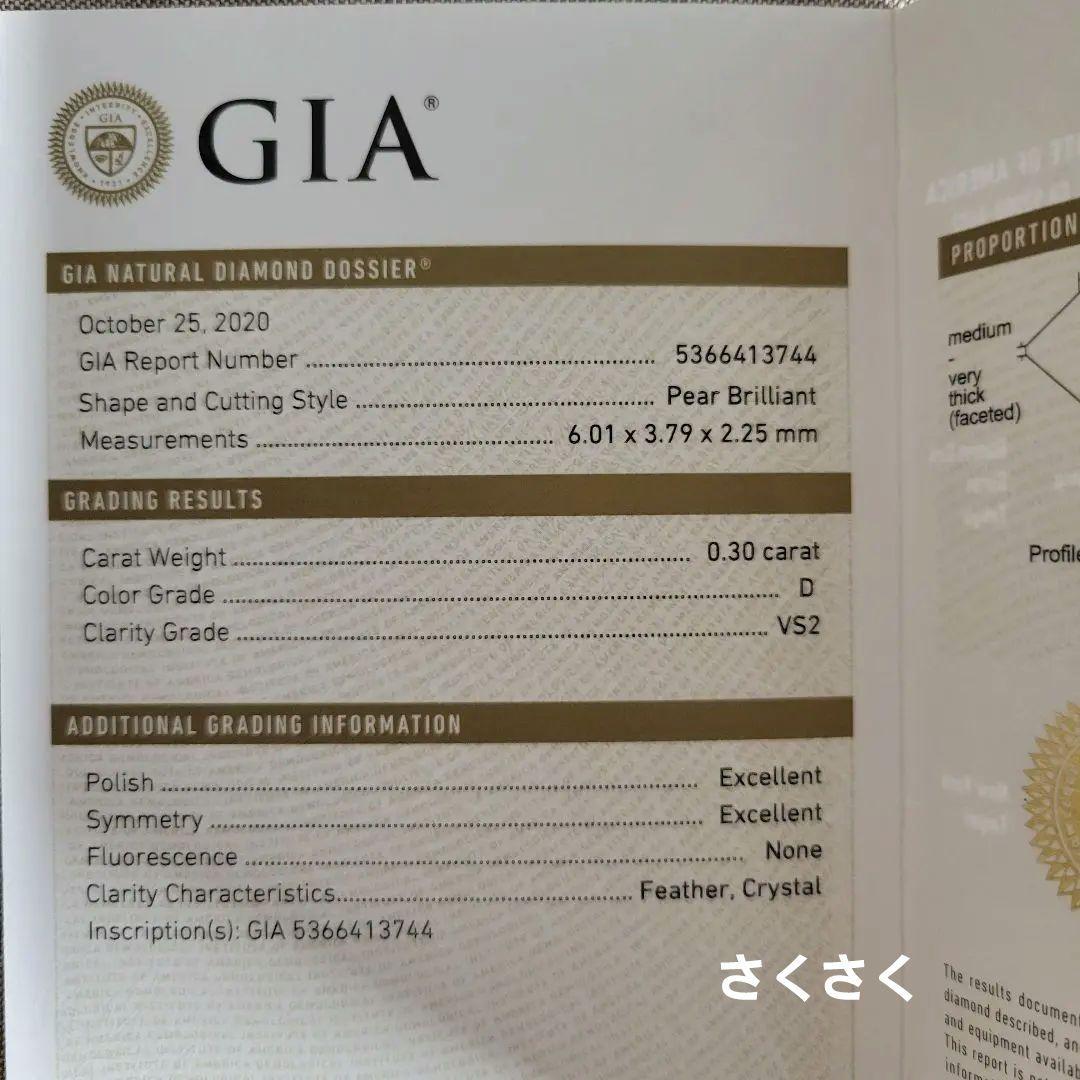 GIA®
GIA NATURAL DIAMOND DOSSIER®
October 25, 2020
GIA Report Number 5366413744
Shape and Cutting Style Pear Brilliant
Measurements 6.01 x 3.79 x 2.25 mm
GRADING RESULTS
Carat Weight 0.30 carat
Color Grade D
Clarity Grade VS2
ADDITIONAL GRADING INFORMATION
Polish Excellent
Symmetry Excellent
Fluorescence None
Clarity Characteristics Feather, Crystal
Inscription(s): GIA 5366413744
さくさく
PROPORTION
medium
-
very
thick
(faceted)
Profile
The results document
diamond described, an
and equipment availab
This report is
inform